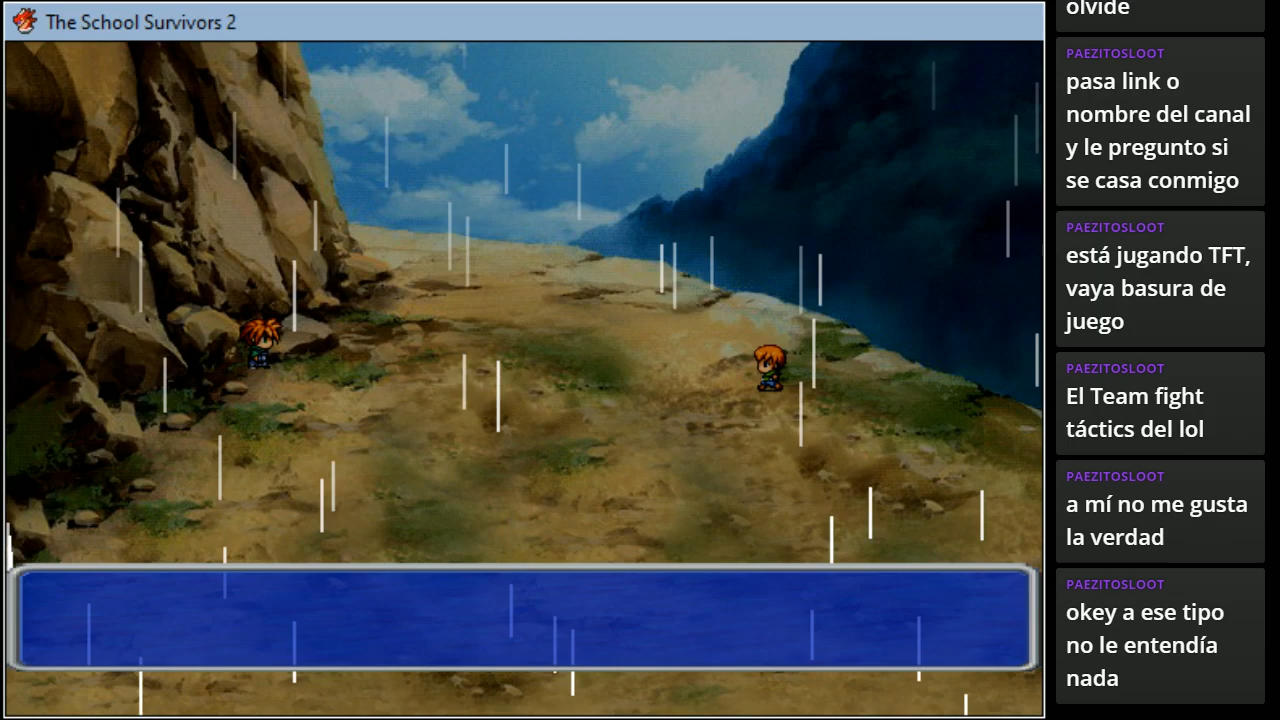 The School Survivors 2
olvide
PAEZITOSLOOT
pasa link o
nombre del canal
y le pregunto si
se casa conmigo
PAEZITOSLOOT
está jugando TFT,
vaya basura de
juego
PAEZITOSLOOT
El Team fight
táctics del lol
PAEZITOSLOOT
a mí no me gusta
la verdad
PAEZITOSLOOT
okey a ese tipo
no le entendía
nada